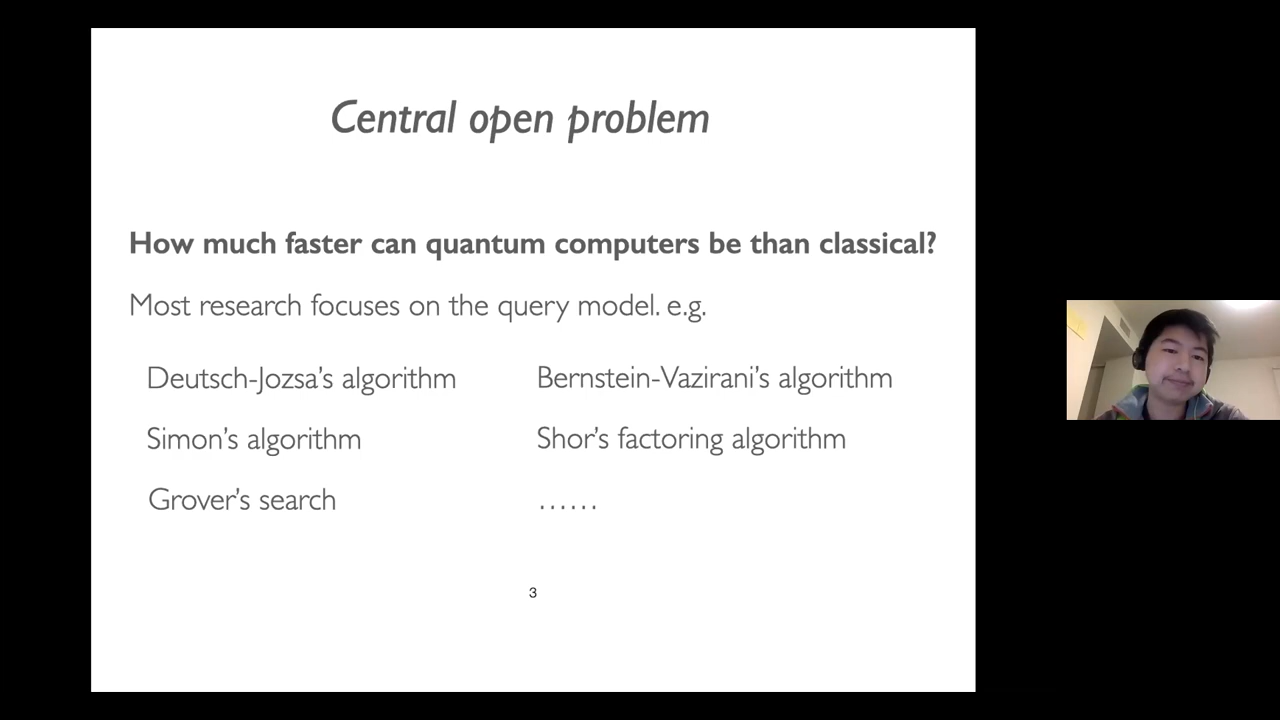 Central open problem
How much faster can quantum computers be than classical?
Most research focuses on the query model. e.g.
Deutsch-Jozsa's algorithm
Bernstein-Vazirani's algorithm
Simon's algorithm
Shor's factoring algorithm
Grover's search
……
3